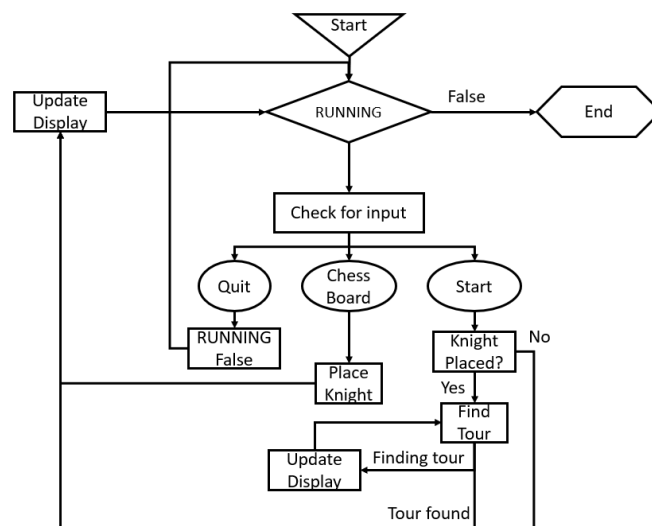 Start
Update
Display
RUNNING
False
End
Check for input
Quit
Chess
Board
Start
RUNNING
False
Place
Knight
Knight
Placed?
No
Yes
Find
Tour
Update
Display
Finding tour
Tour found